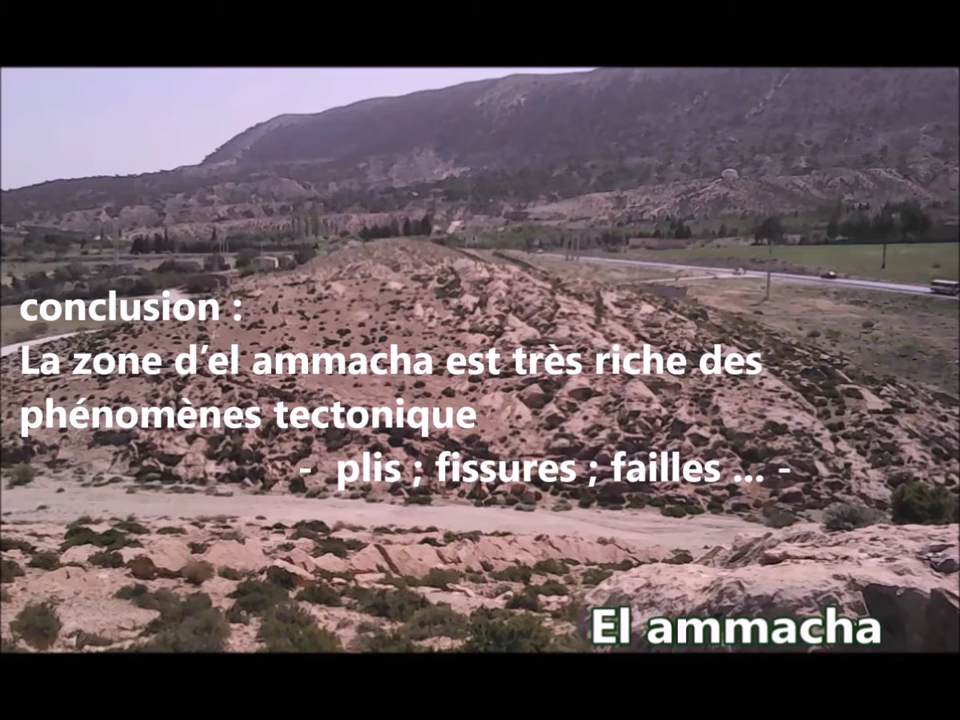 conclusion :
La zone d’el ammacha est très riche des
phénomènes tectonique
- plis ; fissures ; failles ... -
El ammacha